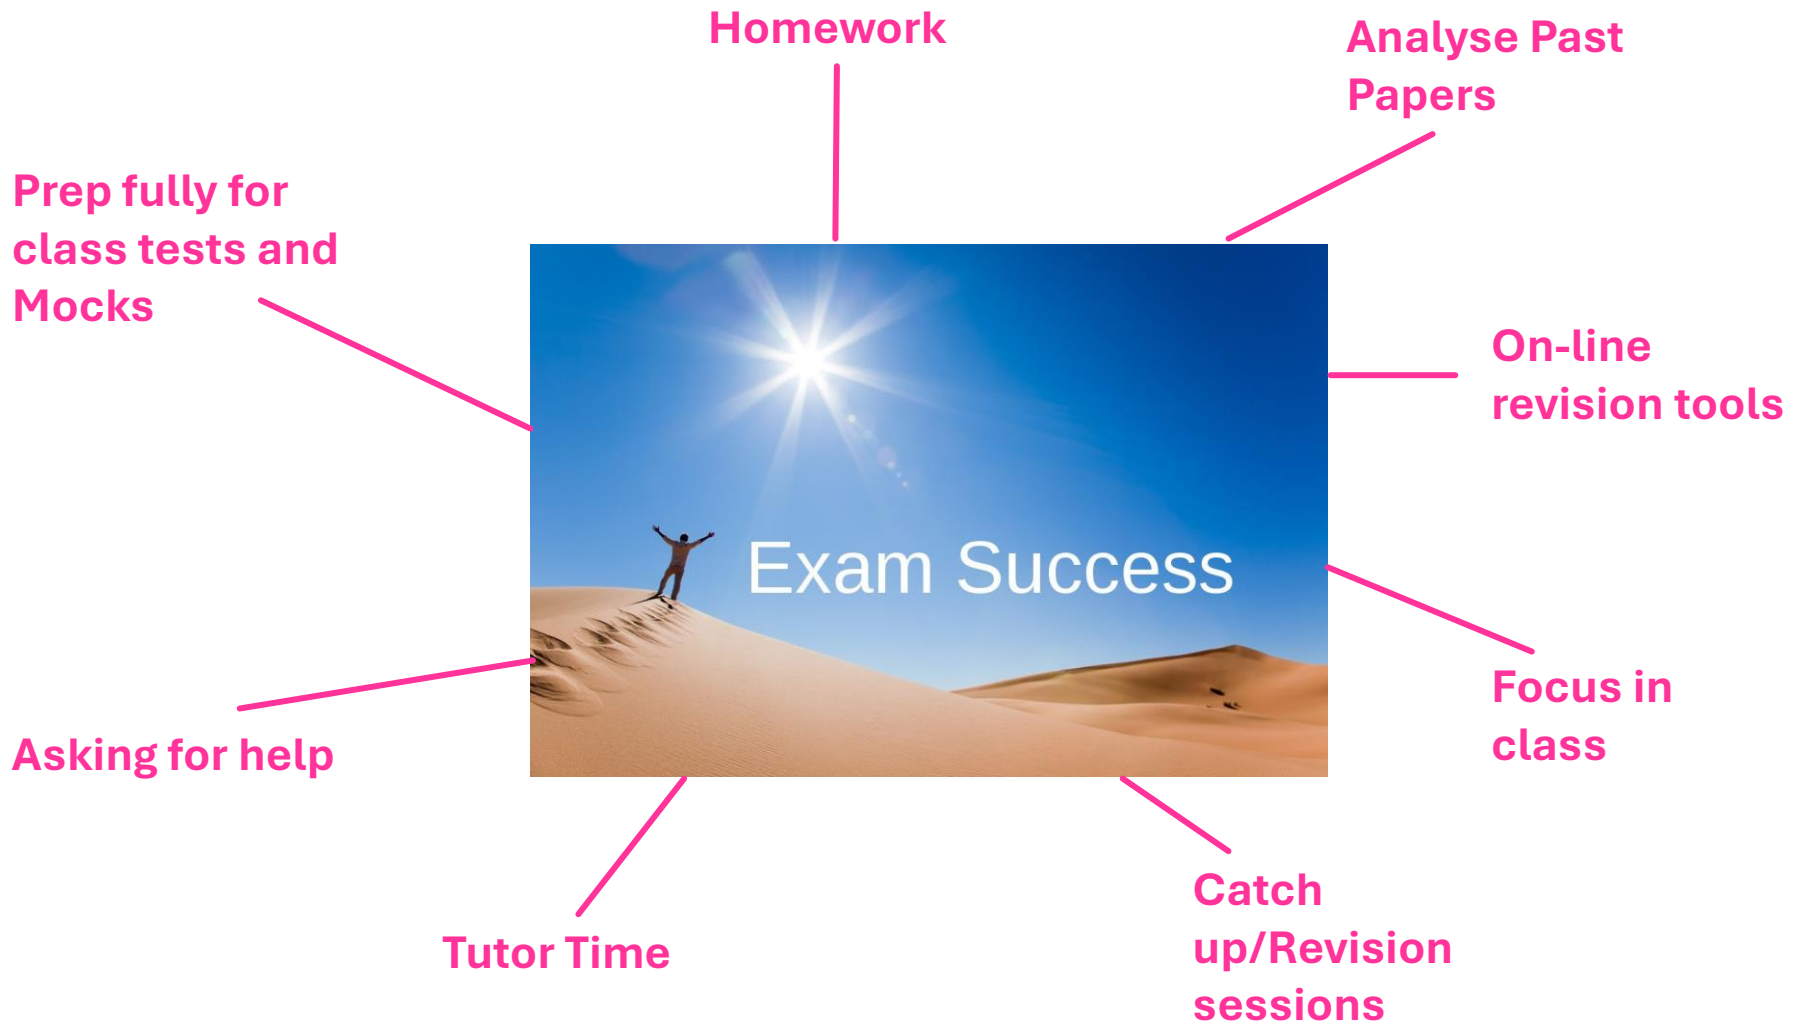 Homework
Analyse Past
Papers
Prep fully for
class tests and
Mocks
On-line
revision tools
Exam Success
Focus in
class
Asking for help
Catch
up/Revision
sessions
Tutor Time